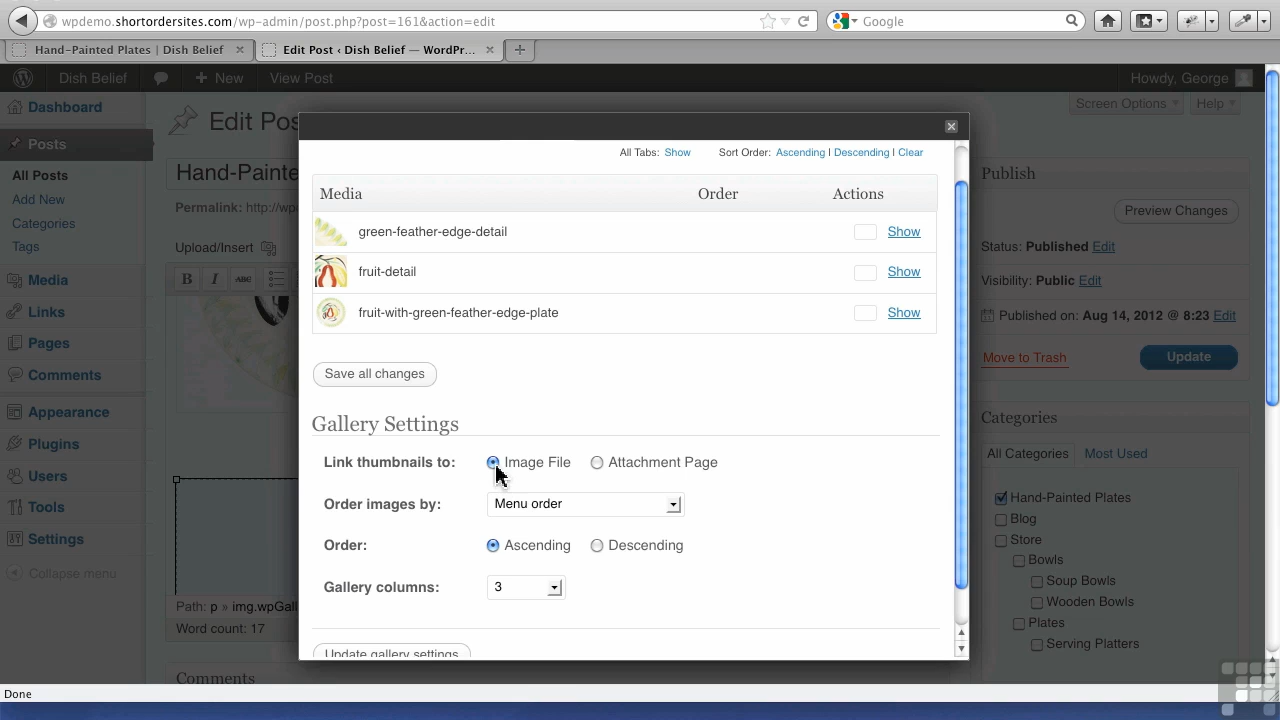 wpdemo.shortordersites.com/wp-admin/post.php?post=161&action=edit
Google
Hand-Painted Plates | Dish Belief
Edit Post ‹ Dish Belief — WordPr...
Dish Belief
New
View Post
Howdy, George
Dashboard
Posts
All Posts
Add New
Categories
Tags
Media
Links
Pages
Comments
Appearance
Plugins
Users
Tools
Settings
Collapse menu
Edit Pos
Screen Options
Help
Hand-Painte
Permalink: http://wp
Upload/Insert
B I ABC
Path: p » img.wpGall
Word count: 17
Comments
All Tabs: Show Sort Order: Ascending | Descending | Clear
Media Order Actions
green-feather-edge-detail Show
fruit-detail Show
fruit-with-green-feather-edge-plate Show
Save all changes
Gallery Settings
Link thumbnails to: Image File Attachment Page
Order images by: Menu order
Order: Ascending Descending
Gallery columns: 3
Update gallery settings
Publish
Preview Changes
Status: Published Edit
Visibility: Public Edit
Published on: Aug 14, 2012 @ 8:23 Edit
Move to Trash Update
Categories
All Categories Most Used
Hand-Painted Plates
Blog
Store
Bowls
Soup Bowls
Wooden Bowls
Plates
Serving Platters
Done